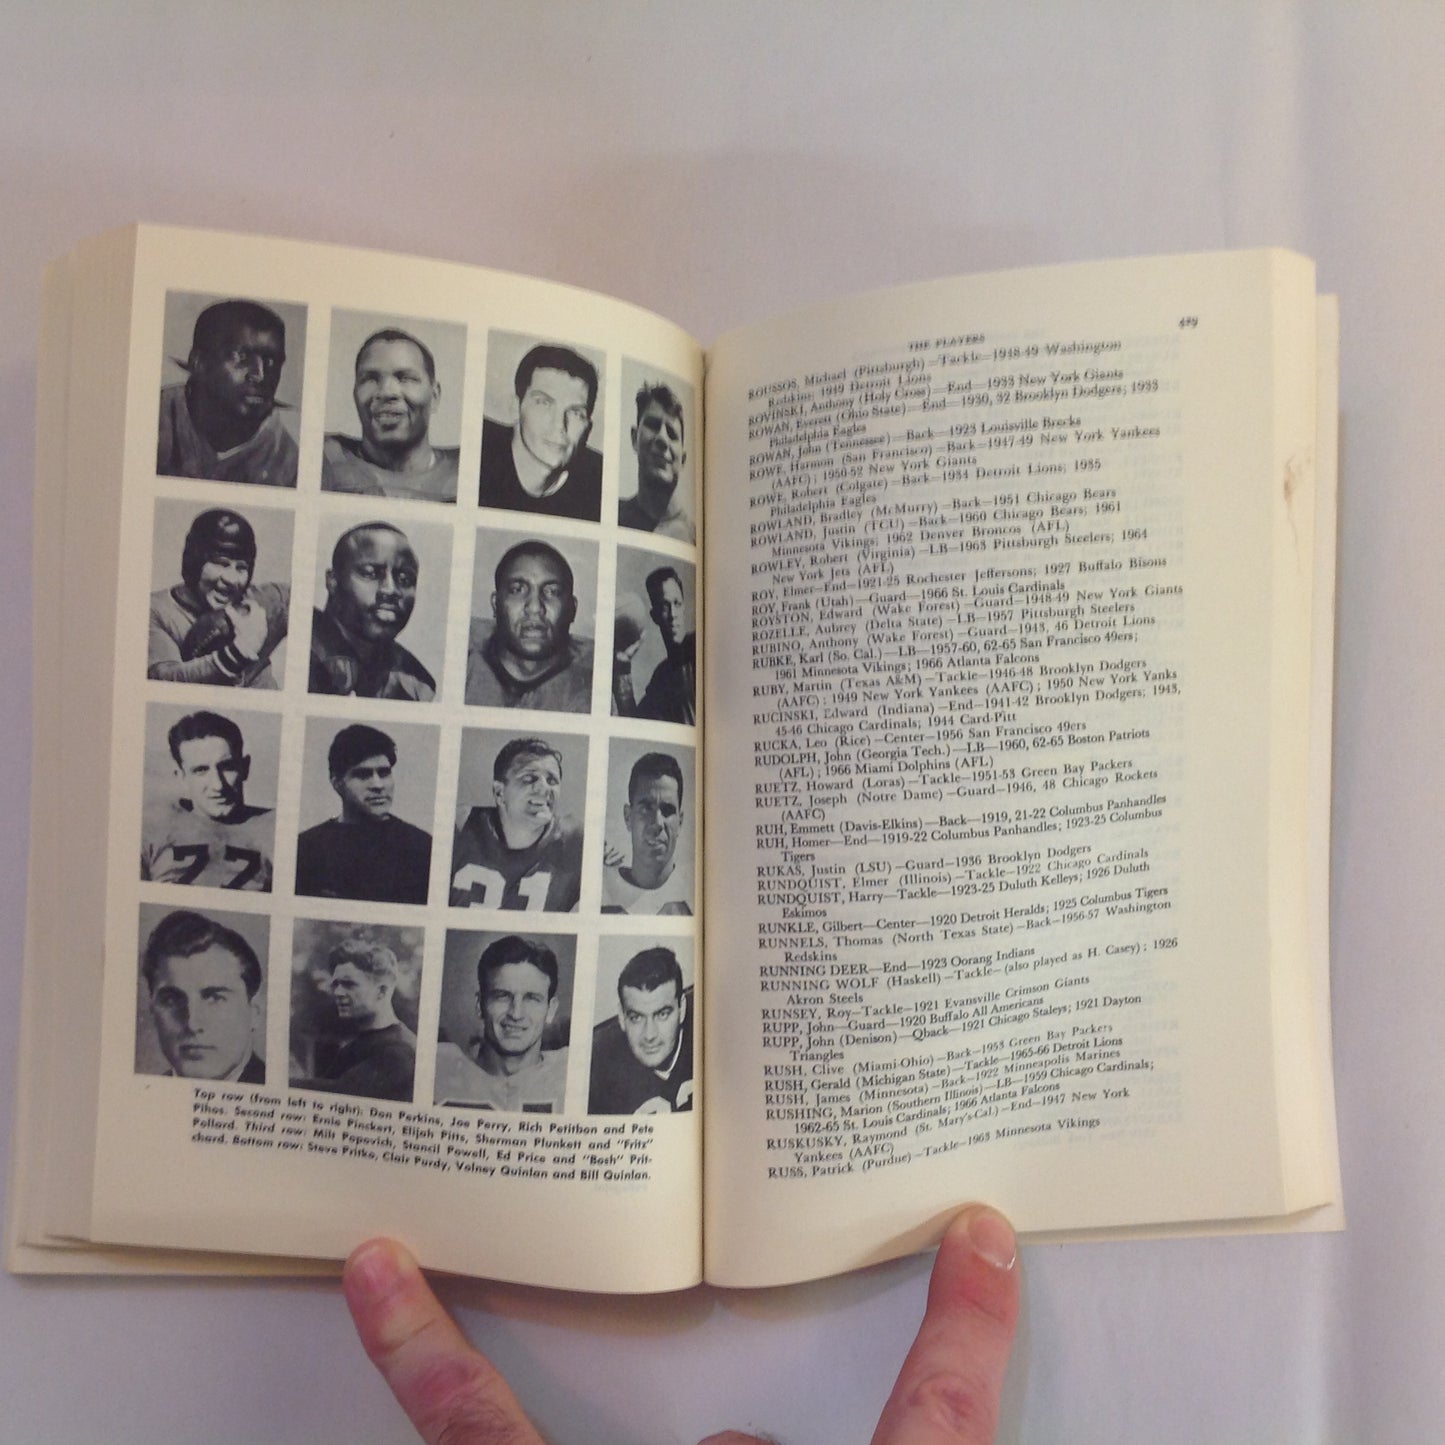 Top row (from left to right): Don Perkins, Joe Perry, Rich Petitbon and Pete
Pihos. Second row: Ernie Pinckert, Elijah Pitts, Sherman Plunkett and "Fritz"
Pollard. Third row: Milt Popovich, Stancil Powell, Ed Price and "Bosh" Prit-
chard. Bottom row: Steve Pritko, Clair Purdy, Volney Quinlan and Bill Quinlan.
THE PLAYERS
ROUSSOS, Michael (Pittsburgh)—Tackle—1948-49 Washington
Redskins; 1949 Detroit Lions
ROVINSKI, Anthony (Holy Cross)—End—1933 New York Giants
ROWAN, Everett (Ohio State)—End—1930, 32 Brooklyn Dodgers; 1933
Philadelphia Eagles
ROWAN, John (Tennessee)—Back—1923 Louisville Brecks
ROWE, Harmon (San Francisco)—Back—1947-49 New York Yankees
(AAFC); 1950-52 New York Giants
ROWE, Robert (Colgate)—Back—1934 Detroit Lions; 1935
Philadelphia Eagles
ROWLAND, Bradley (McMurry)—Back—1951 Chicago Bears
ROWLAND, Justin (TCU)—Back—1960 Chicago Bears; 1961
Minnesota Vikings; 1962 Denver Broncos (AFL)
ROWLEY, Robert (Virginia)—LB—1963 Pittsburgh Steelers; 1964
New York Jets (AFL)
ROY, Elmer—End—1921-25 Rochester Jeffersons; 1927 Buffalo Bisons
ROY, Frank (Utah)—Guard—1966 St. Louis Cardinals
ROYSTON, Edward (Wake Forest)—Guard—1948-49 New York Giants
ROZELLE, Aubrey (Delta State)—LB—1957 Pittsburgh Steelers
RUBINO, Anthony (Wake Forest)—Guard—1943, 46 Detroit Lions
RUBKE, Karl (So. Cal.)—LB—1957-60, 62-65 San Francisco 49ers;
1961 Minnesota Vikings; 1966 Atlanta Falcons
RUBY, Martin (Texas A&M)—Tackle—1946-48 Brooklyn Dodgers
(AAFC); 1949 New York Yankees (AAFC); 1950 New York Yanks
RUCINSKI, Edward (Indiana)—End—1941-42 Brooklyn Dodgers; 1943,
45-46 Chicago Cardinals; 1944 Card-Pitt
RUCKA, Leo (Rice)—Center—1956 San Francisco 49ers
RUDOLPH, John (Georgia Tech.)—LB—1960, 62-65 Boston Patriots
(AFL); 1966 Miami Dolphins (AFL)
RUETZ, Howard (Loras)—Tackle—1951-53 Green Bay Packers
RUETZ, Joseph (Notre Dame)—Guard—1946, 48 Chicago Rockets
(AAFC)
RUH, Emmett (Davis-Elkins)—Back—1919, 21-22 Columbus Panhandles
RUH, Homer—End—1919-22 Columbus Panhandles; 1923-25 Columbus
Tigers
RUKAS, Justin (LSU)—Guard—1936 Brooklyn Dodgers
RUNDQUIST, Elmer (Illinois)—Tackle—1922 Chicago Cardinals
RUNDQUIST, Harry—Tackle—1923-25 Duluth Kelleys; 1926 Duluth
Eskimos
RUNKLE, Gilbert—Center—1920 Detroit Heralds; 1925 Columbus Tigers
RUNNELS, Thomas (North Texas State)—Back—1956-57 Washington
Redskins
RUNNING DEER—End—1923 Oorang Indians
RUNNING WOLF (Haskell)—Tackle—(also played as H. Casey); 1926
Akron Steels
RUNSEY, Roy—Tackle—1921 Evansville Crimson Giants
RUPP, John—Guard—1920 Buffalo All Americans
RUPP, John (Denison)—Qback—1921 Chicago Staleys; 1921 Dayton
Triangles
RUSH, Clive (Miami-Ohio)—Back—1953 Green Bay Packers
RUSH, Gerald (Michigan State)—Tackle—1965-66 Detroit Lions
RUSH, James (Minnesota)—Back—1922 Minneapolis Marines
RUSHING, Marion (Southern Illinois)—LB—1959 Chicago Cardinals;
1962-65 St. Louis Cardinals; 1966 Atlanta Falcons
RUSKUSKY, Raymond (St. Mary's Cal.)—End—1947 New York
Yankees (AAFC)
RUSS, Patrick (Purdue)—Tackle—1963 Minnesota Vikings
77
31